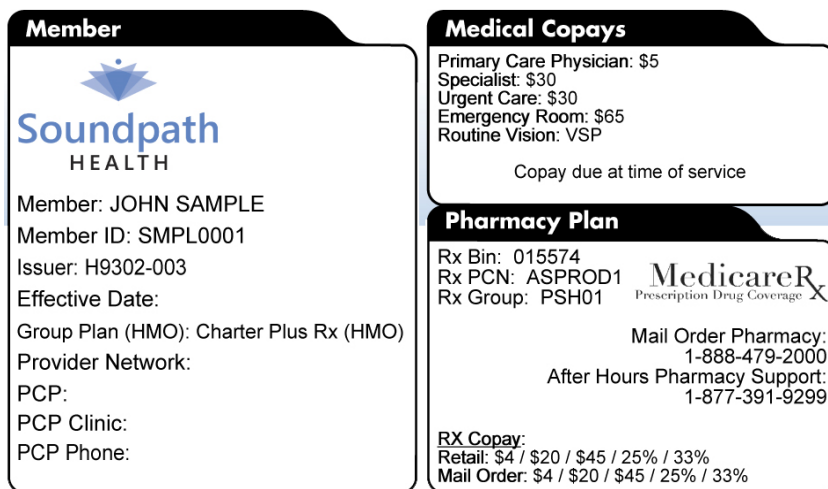 Member
Soundpath
HEALTH
Member: JOHN SAMPLE
Member ID: SMPL0001
Issuer: H9302-003
Effective Date:
Group Plan (HMO): Charter Plus Rx (HMO)
Provider Network:
PCP:
PCP Clinic:
PCP Phone:
Medical Copays
Primary Care Physician: $5
Specialist: $30
Urgent Care: $30
Emergency Room: $65
Routine Vision: VSP
Copay due at time of service
Pharmacy Plan
Rx Bin: 015574
Rx PCN: ASPROD1
Rx Group: PSH01
MedicareRx
Prescription Drug Coverage
Mail Order Pharmacy:
1-888-479-2000
After Hours Pharmacy Support:
1-877-391-9299
RX Copay:
Retail: $4 / $20 / $45 / 25% / 33%
Mail Order: $4 / $20 / $45 / 25% / 33%